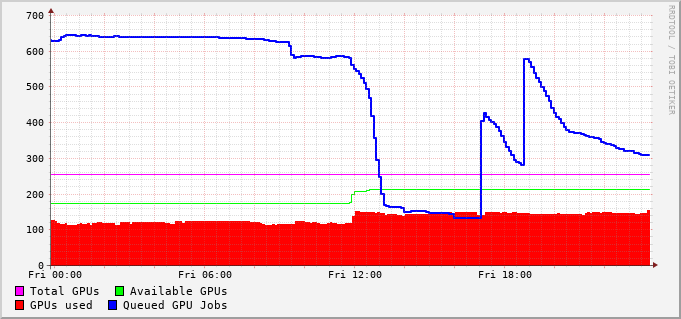 700
600
500
400
300
200
100
0
Fri 00:00 Fri 06:00 Fri 12:00 Fri 18:00
Total GPUs Available GPUs
GPUs used Queued GPU Jobs
RRDTOOL / TOBI OETIKER